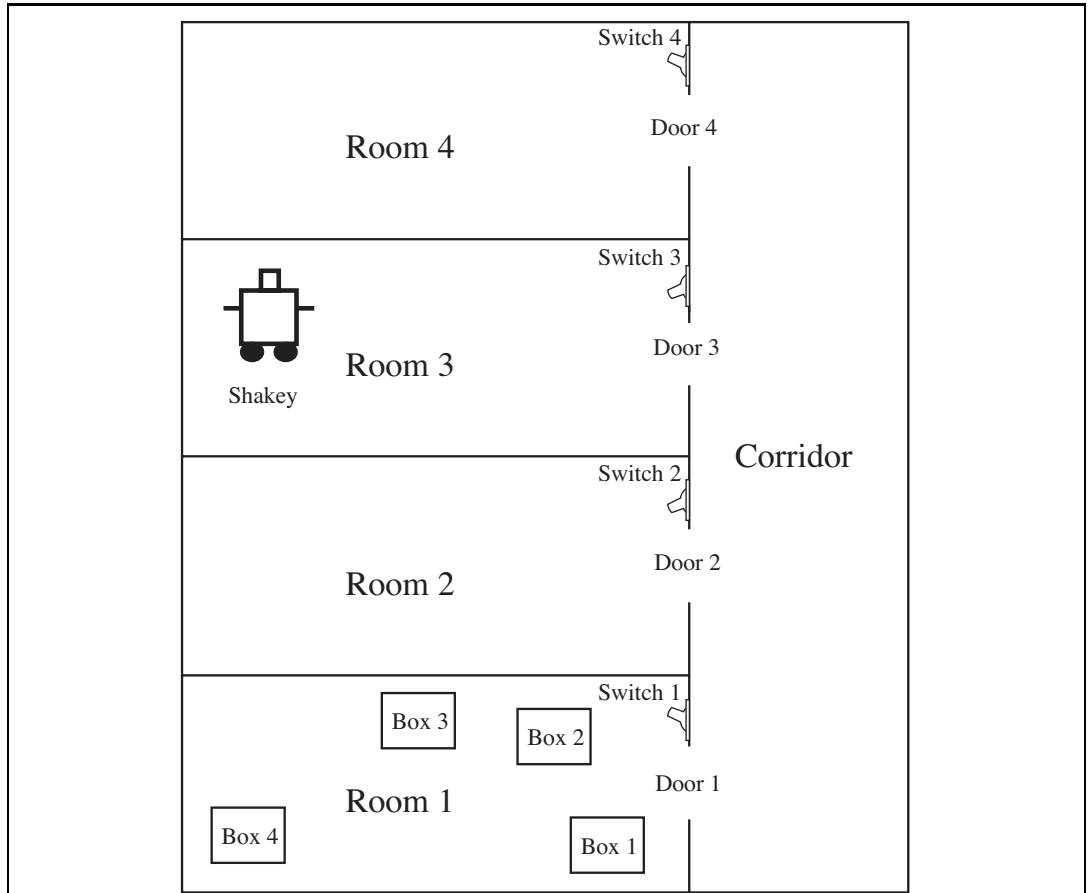 Switch 4
Door 4
Room 4
Switch 3
Door 3
Room 3
Shakey
Corridor
Switch 2
Door 2
Room 2
Switch 1
Box 3
Box 2
Door 1
Room 1
Box 4
Box 1